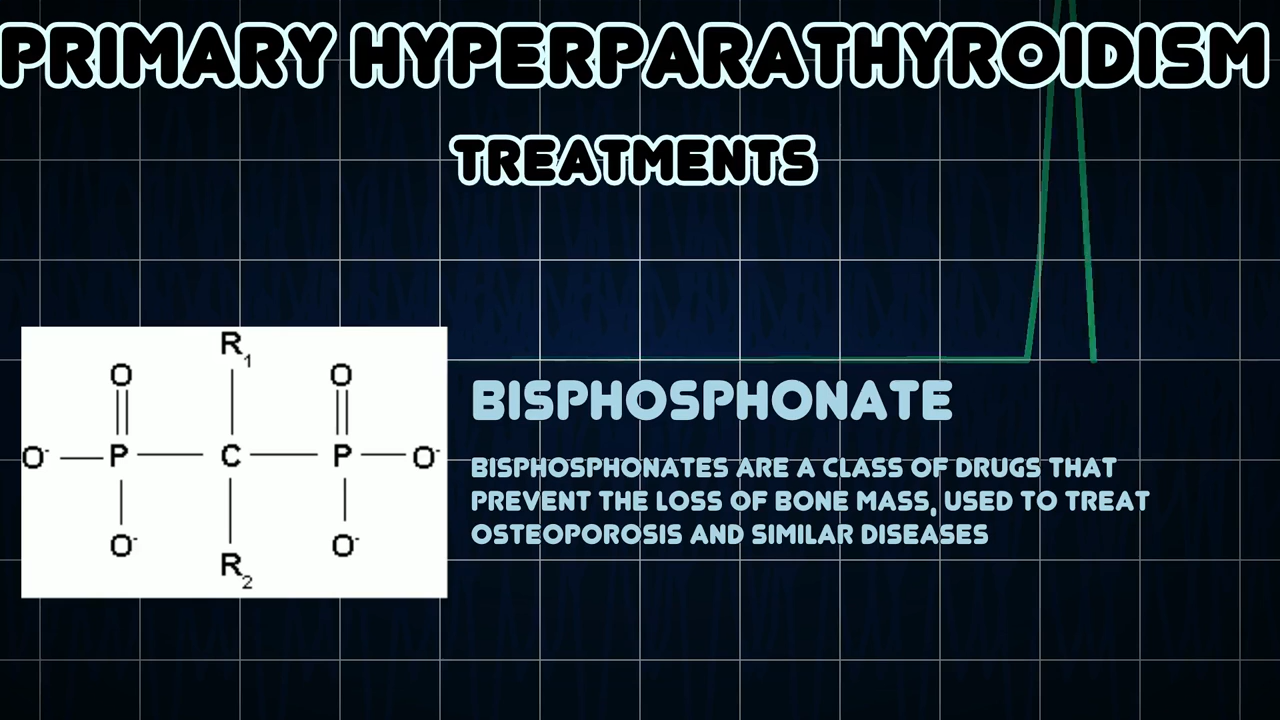 PRIMARY HYPERPARATHYROIDISM
TREATMENTS
R1
O O
O- P C P O-
O- O-
R2
BISPHOSPHONATE
BISPHOSPHONATES ARE A CLASS OF DRUGS THAT
PREVENT THE LOSS OF BONE MASS, USED TO TREAT
OSTEOPOROSIS AND SIMILAR DISEASES